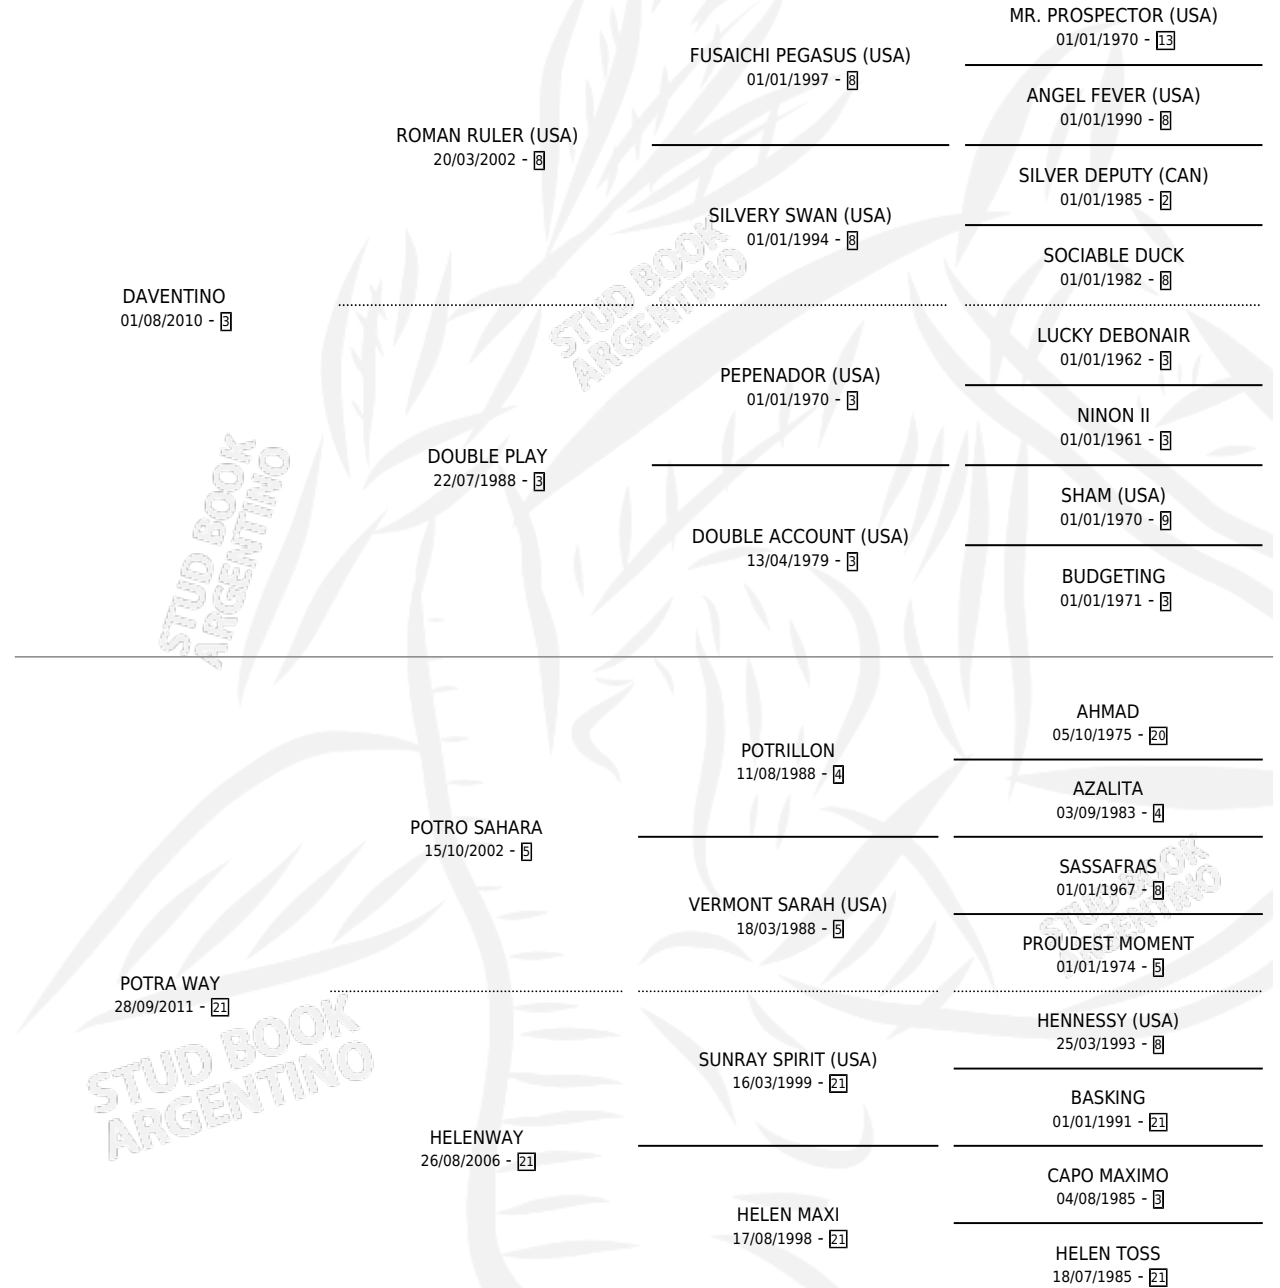 MR. PROSPECTOR (USA)
01/01/1970 - 13
FUSAICHI PEGASUS (USA)
01/01/1997 - 8
ANGEL FEVER (USA)
01/01/1990 - 8
ROMAN RULER (USA)
20/03/2002 - 8
SILVER DEPUTY (CAN)
01/01/1985 - 2
SILVERY SWAN (USA)
01/01/1994 - 8
SOCIABLE DUCK
01/01/1982 - 8
DAVENTINO
01/08/2010 - 3
STUD BOOK
ARGENTINO
LUCKY DEBONAIR
01/01/1962 - 3
PEPENADOR (USA)
01/01/1970 - 3
NINON II
01/01/1961 - 3
DOUBLE PLAY
22/07/1988 - 3
SHAM (USA)
01/01/1970 - 9
DOUBLE ACCOUNT (USA)
13/04/1979 - 3
BUDGETING
01/01/1971 - 3
STUD BOOK
ARGENTINO
AHMAD
05/10/1975 - 20
POTRILLON
11/08/1988 - 4
AZALITA
03/09/1983 - 4
POTRO SAHARA
15/10/2002 - 5
SASSAFRAS
01/01/1967 - 8
VERMONT SARAH (USA)
18/03/1988 - 5
STUD BOOK
ARGENTINO
PROUDEST MOMENT
01/01/1974 - 5
POTRA WAY
28/09/2011 - 21
HENNESSY (USA)
25/03/1993 - 8
SUNRAY SPIRIT (USA)
16/03/1999 - 21
BASKING
01/01/1991 - 21
STUD BOOK
ARGENTINO
HELENWAY
26/08/2006 - 21
CAPO MAXIMO
04/08/1985 - 3
HELEN MAXI
17/08/1998 - 21
HELEN TOSS
18/07/1985 - 21